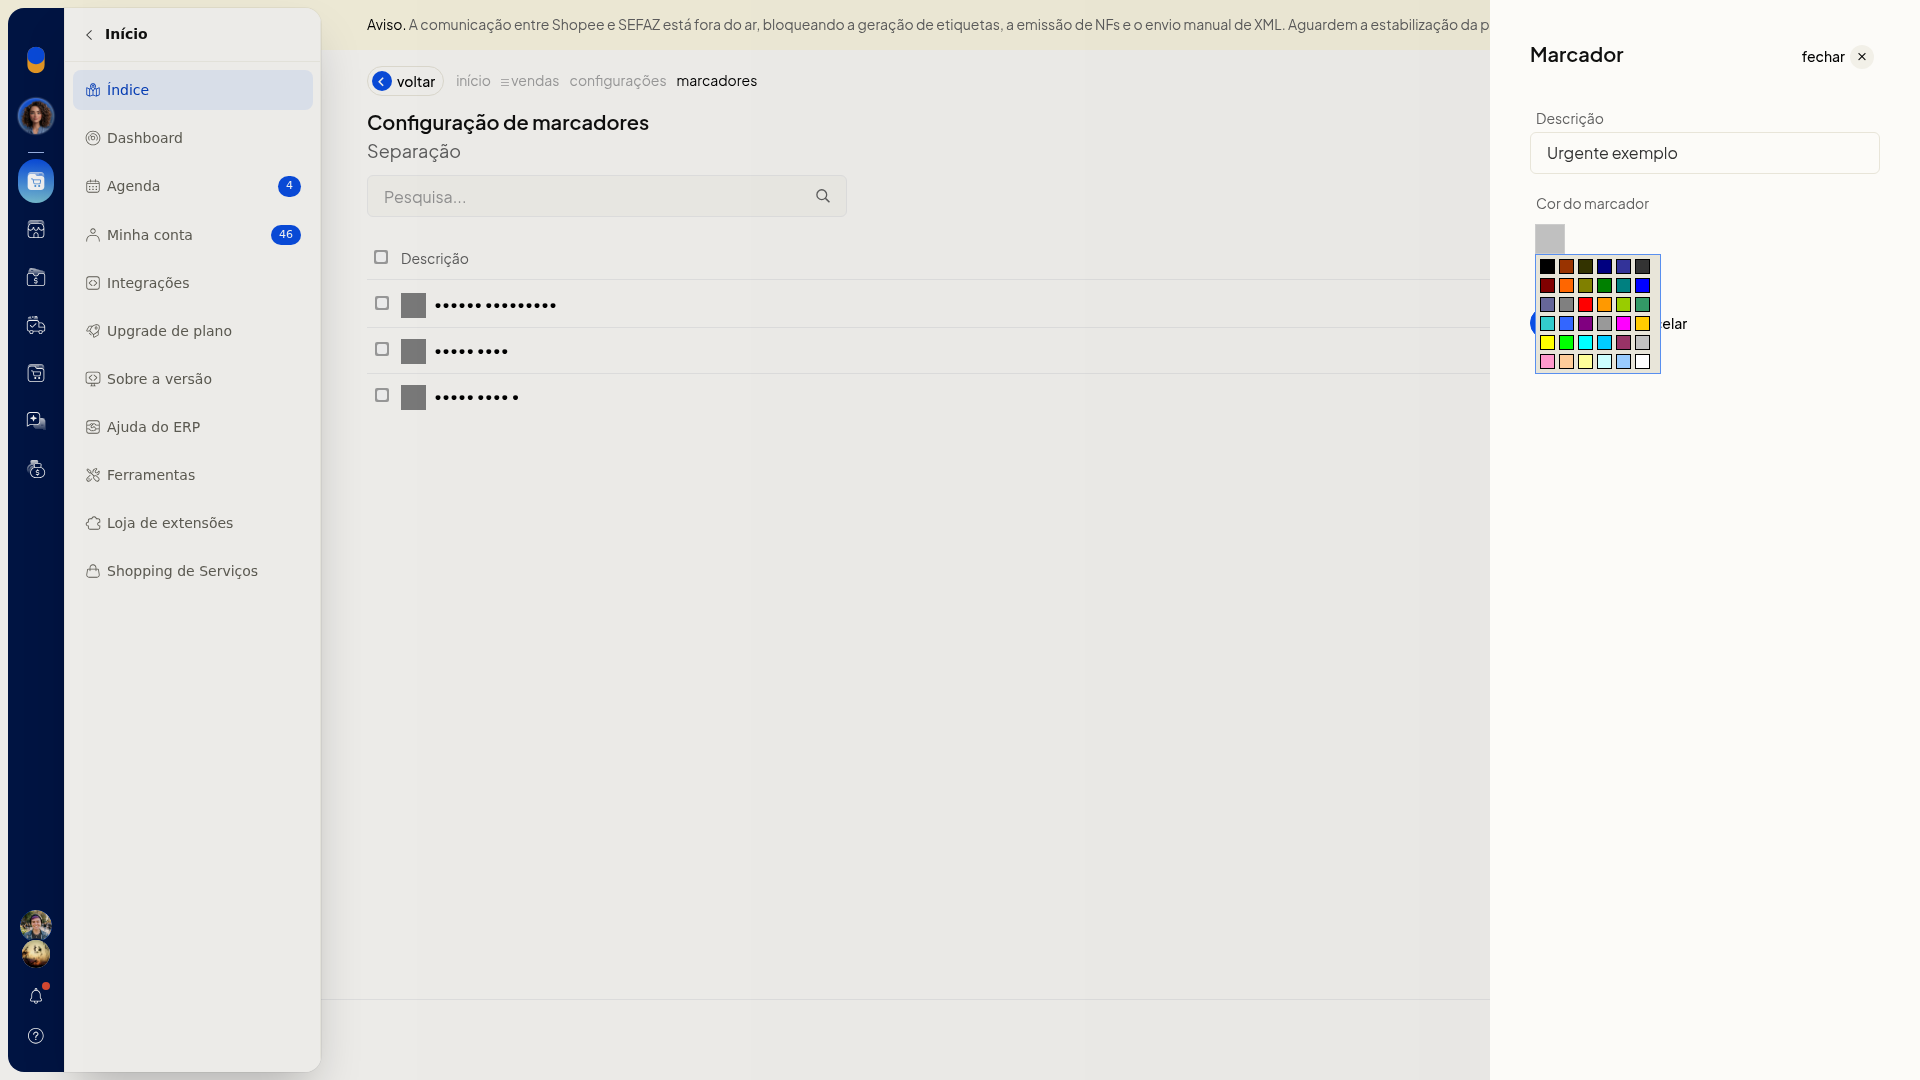 Início
Índice
Dashboard
Agenda 4
Minha conta 46
Integrações
Upgrade de plano
Sobre a versão
Ajuda do ERP
Ferramentas
Loja de extensões
Shopping de Serviços
Aviso. A comunicação entre Shopee e SEFAZ está fora do ar, bloqueando a geração de etiquetas, a emissão de NFs e o envio manual de XML. Aguardem a estabilização da p
voltar início vendas configurações marcadores
Configuração de marcadores
Separação
Pesquisa...
Descrição
•••••• •••••••••
••••• ••••
••••• •••• •
Marcador
fechar
Descrição
Urgente exemplo
Cor do marcador
elar